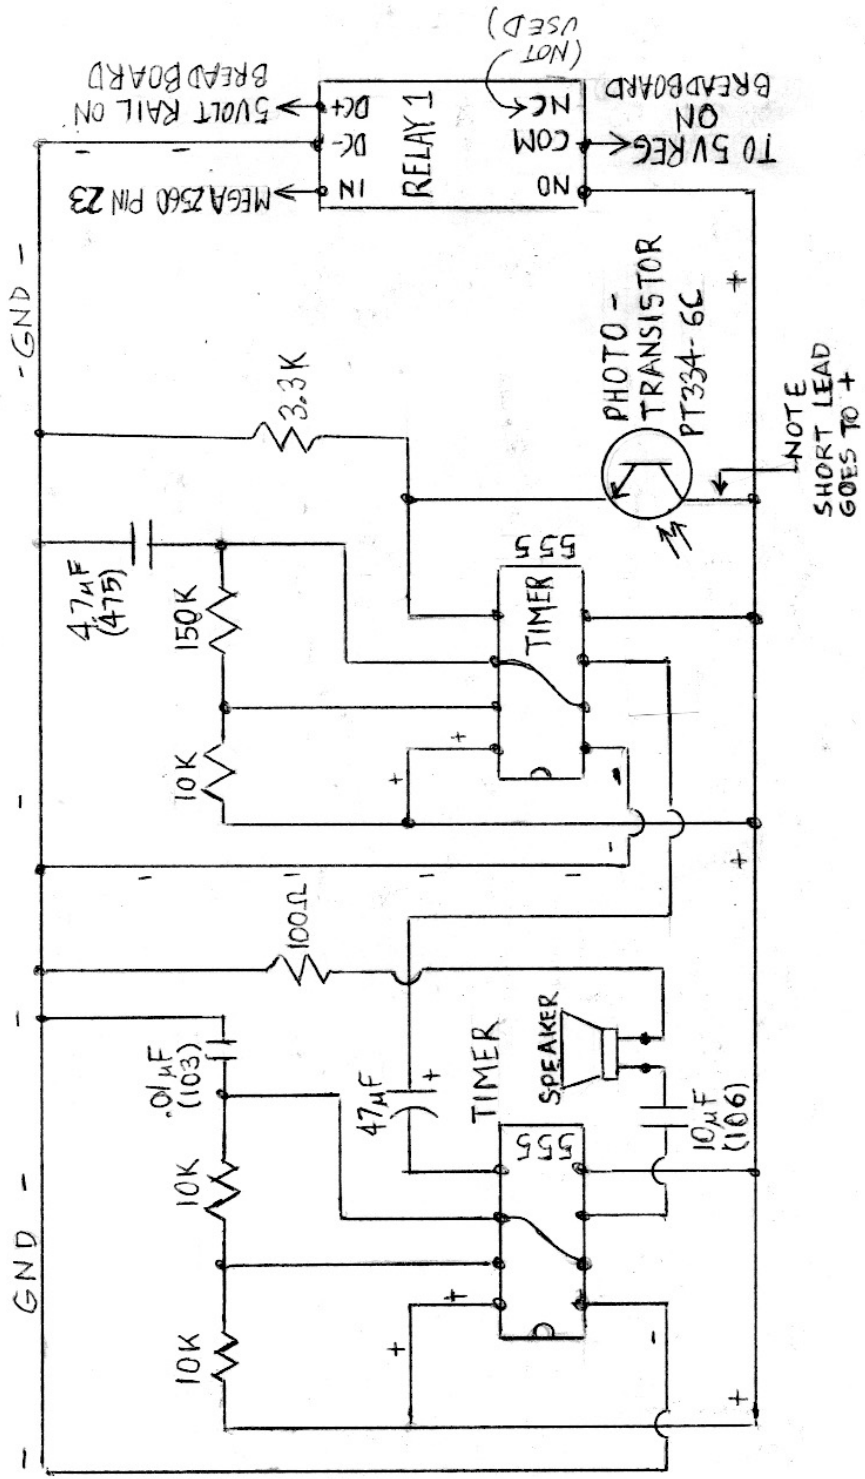 (NOT
USED)
5VOLT RAIL ON
BREADBOARD
MEGA 2560 PIN 23
DC+
DC-
IN
RELAY 1
NC
COM
NO
TO 5V REG
ON
BREADBOARD
- GND -
3.3K
4.7µF
(475)
150K
10K
555
TIMER
+
+
-
-
PHOTO-
TRANSISTOR
PT334-6C
NOTE
SHORT LEAD
GOES TO +
+
-
-
-
-
-
-
-
+
100Ω
.01µF
(103)
10K
10K
47µF
+
TIMER
555
SPEAKER
10µF
(106)
+
+
-
+
GND
-
-
-